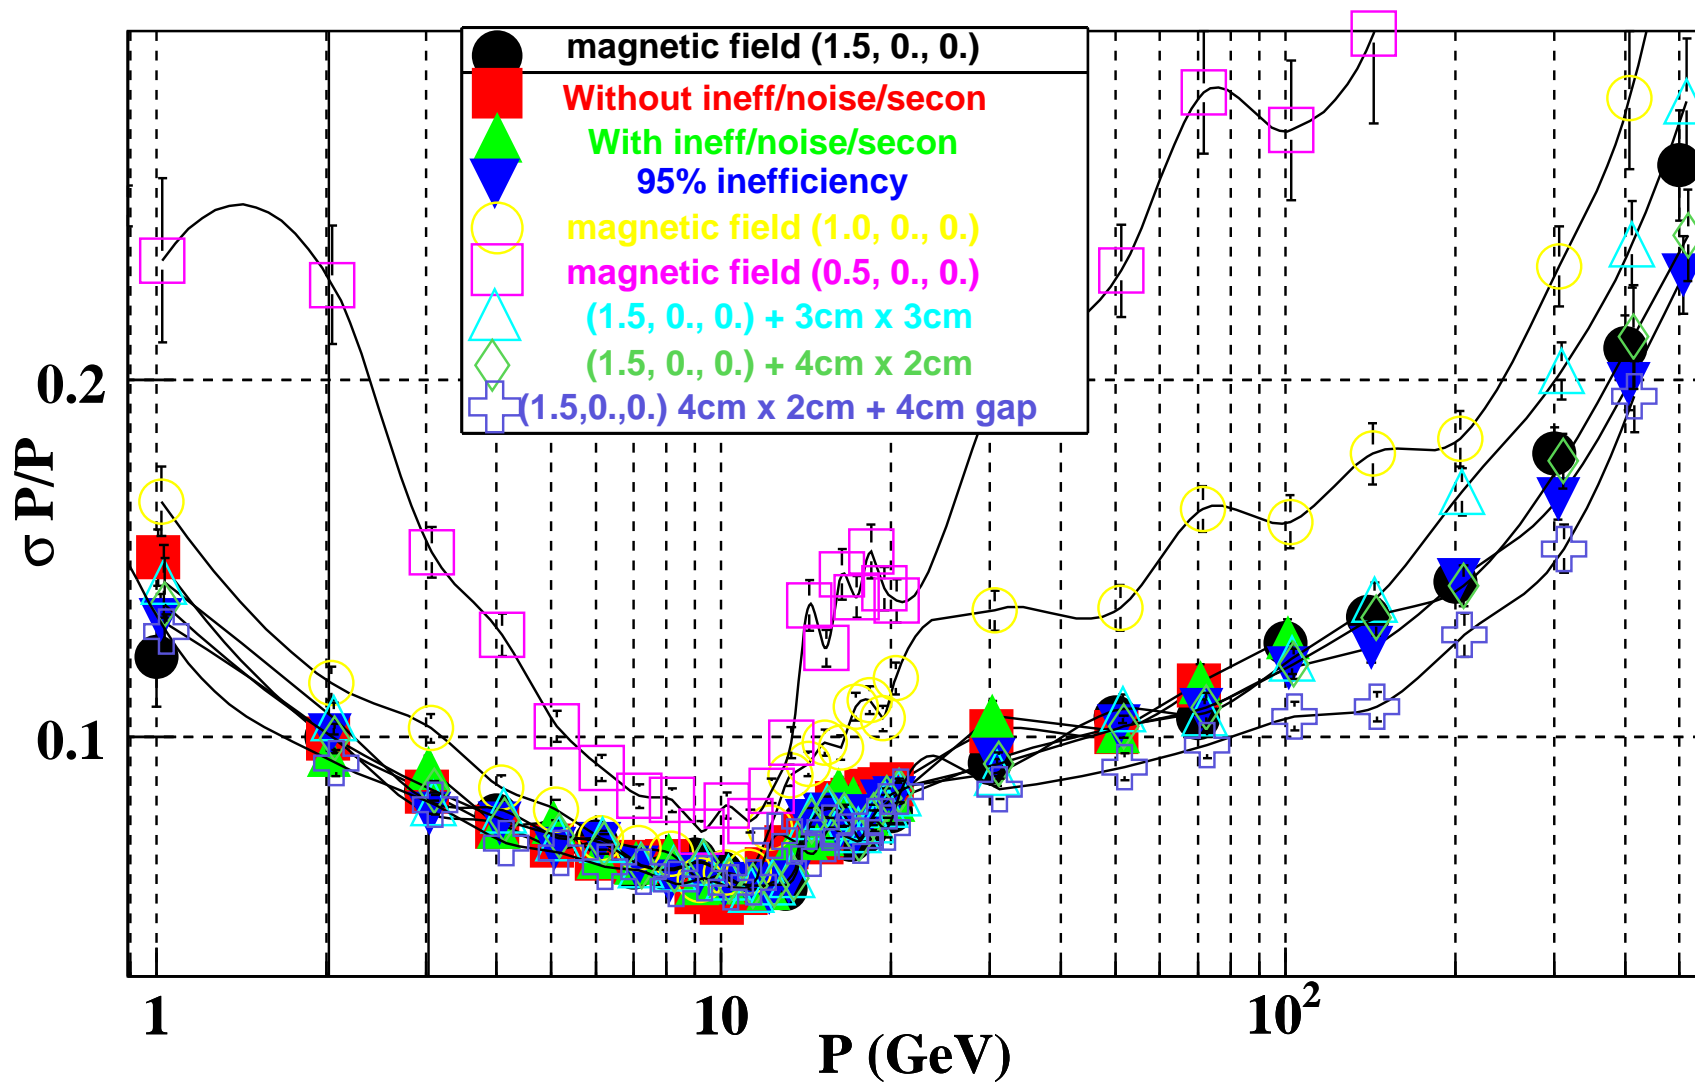 magnetic field (1.5, 0., 0.)
Without ineff/noise/secon
With ineff/noise/secon
95% inefficiency
magnetic field (1.0, 0., 0.)
magnetic field (0.5, 0., 0.)
(1.5, 0., 0.) + 3cm x 3cm
(1.5, 0., 0.) + 4cm x 2cm
(1.5,0.,0.) 4cm x 2cm + 4cm gap
0.2
0.1
σ P/P
1
10
10²
P (GeV)